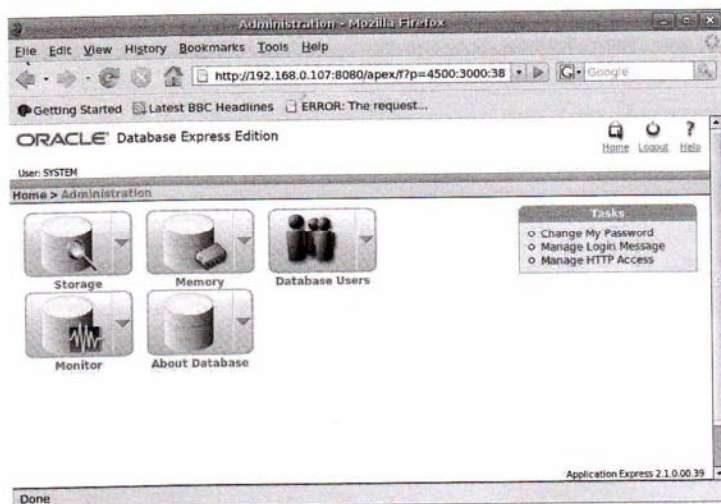 Administration - Mozilla Firefox
File Edit View History Bookmarks Tools Help
http://192.168.0.107:8080/apex/f?p=4500:3000:38
G Google
Getting Started Latest BBC Headlines ERROR: The request...
ORACLE Database Express Edition
Home Logout Help
User: SYSTEM
Home > Administration
Tasks
Change My Password
Manage Login Message
Manage HTTP Access
Storage Memory Database Users
Monitor About Database
Application Express 2.1.0.00.39
Done